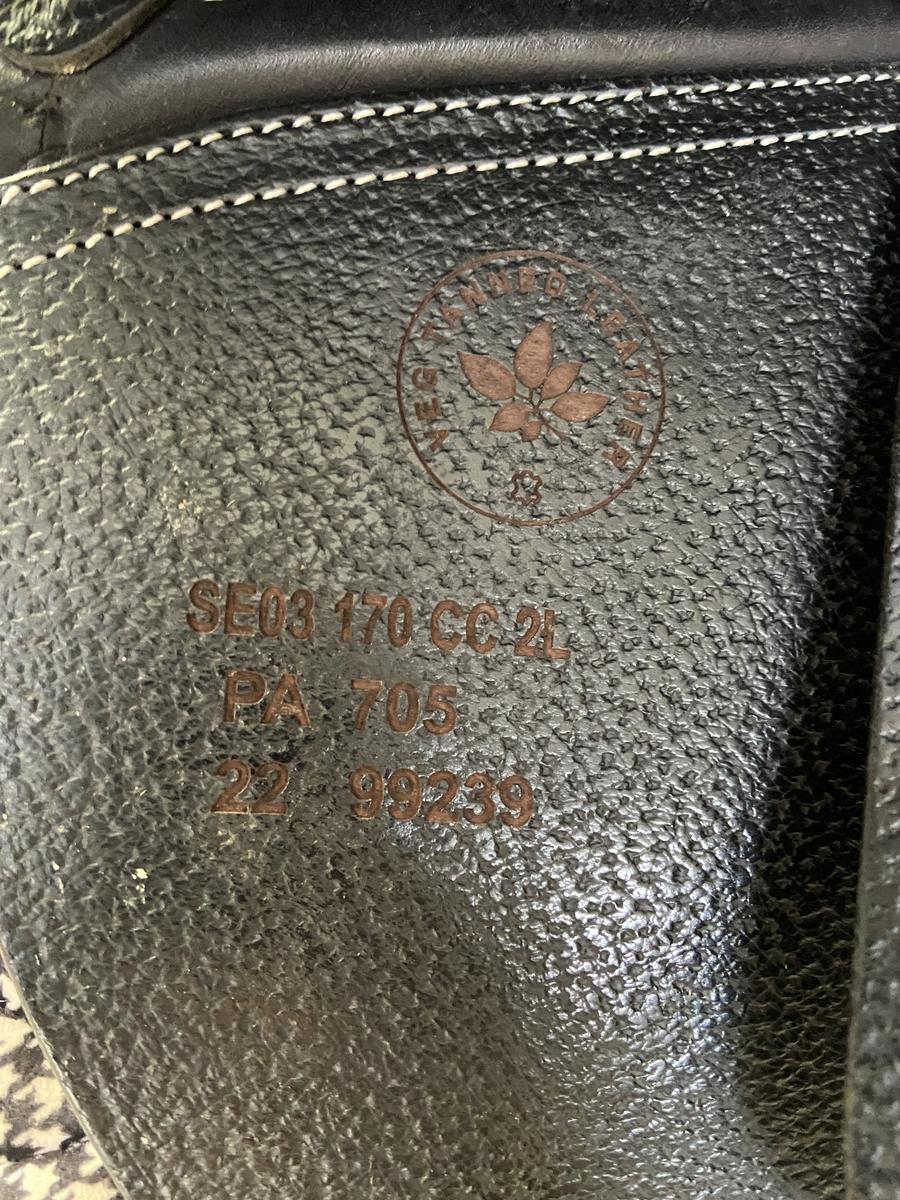 VEG TANNED LEATHER
SE03 170 CC 2L
PA 705
22 99239